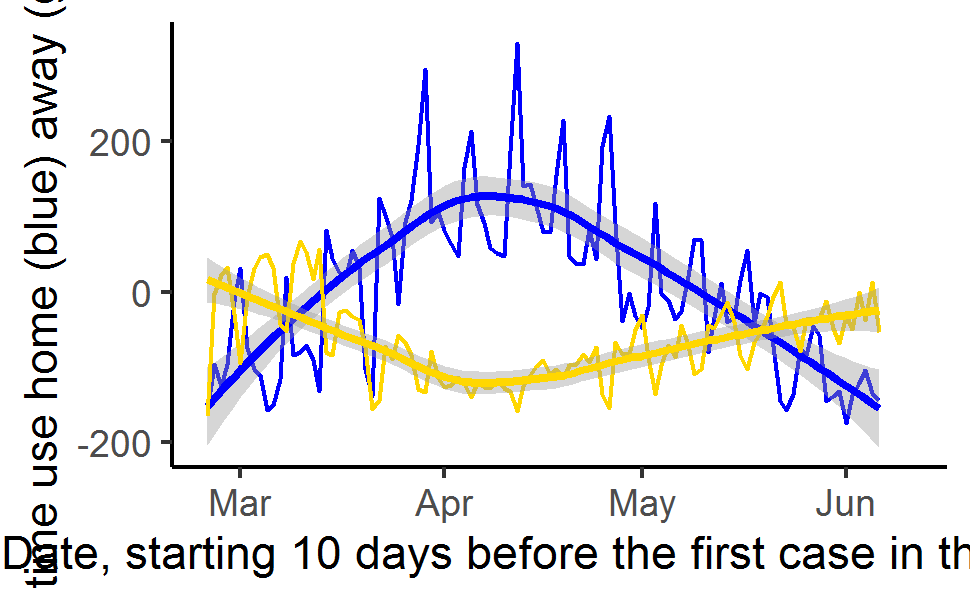 time use home (blue) away (
200
0
-200
Mar Apr May Jun
Date, starting 10 days before the first case in th